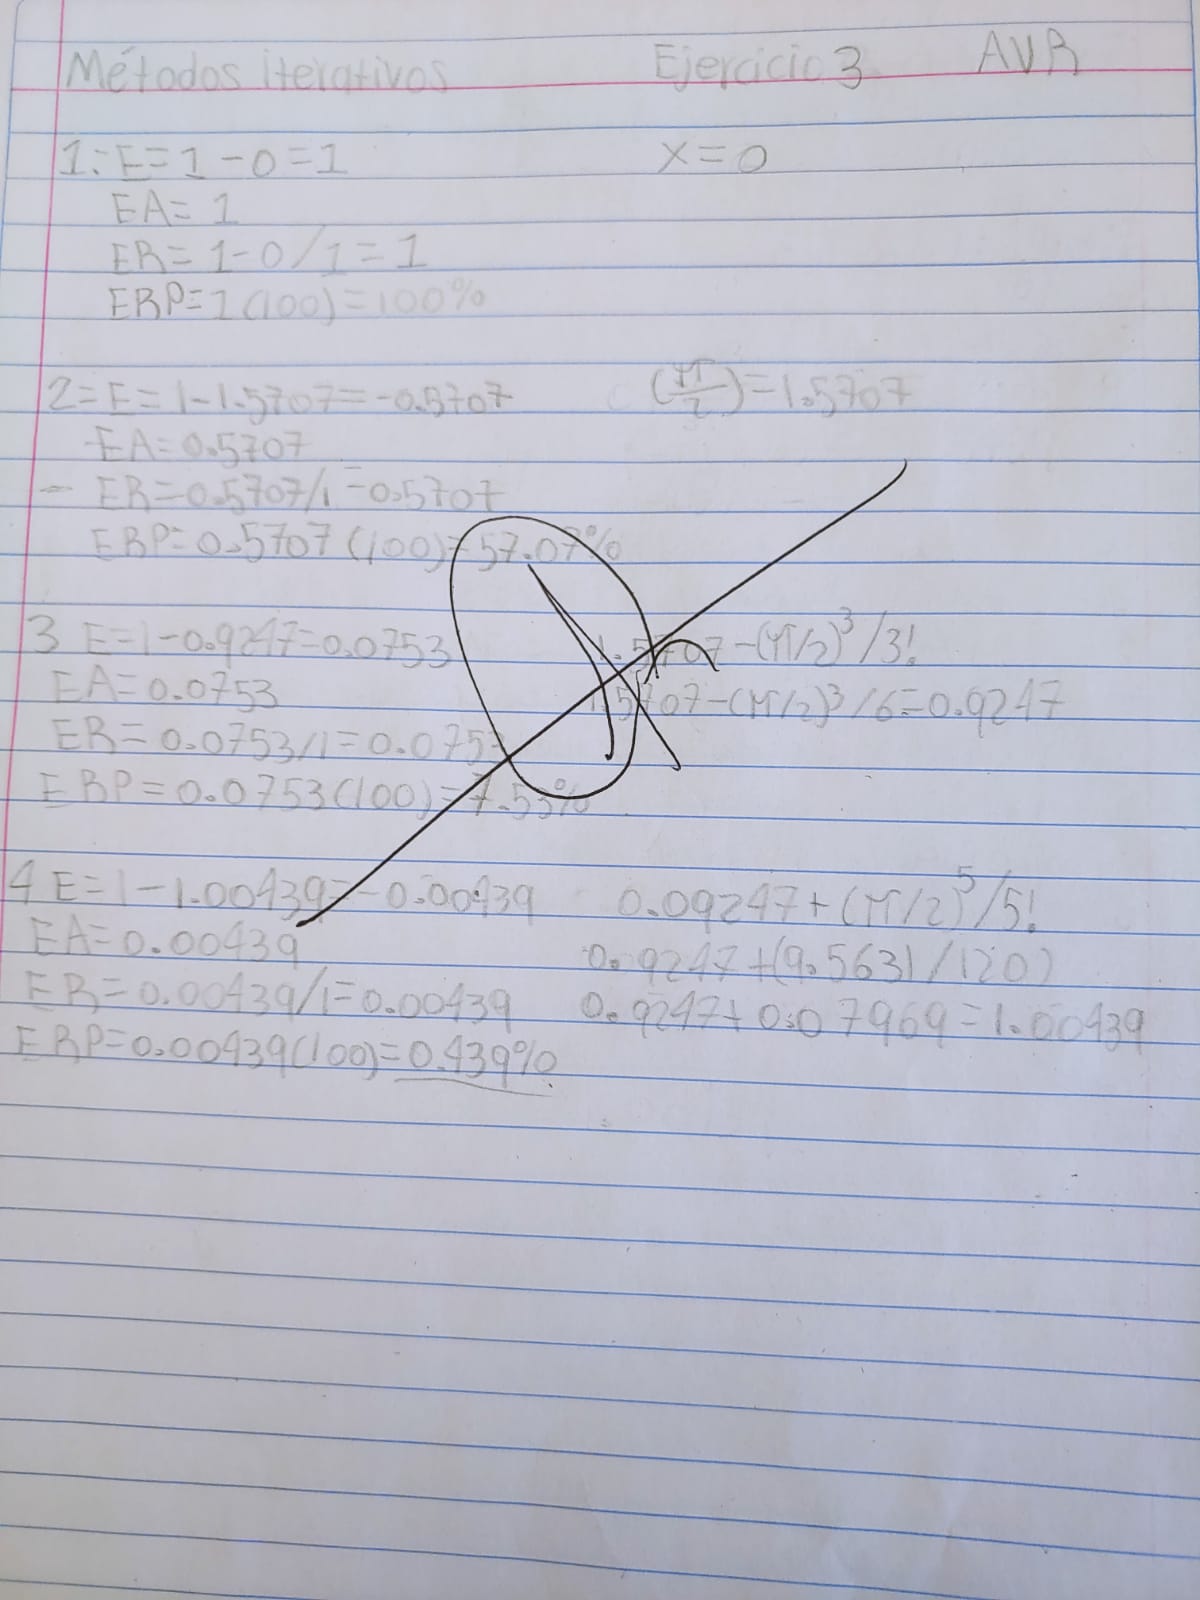 Métodos iterativos Ejercicio 3 AVR
1.- E=1-0=1 x=0
EA=1
ER=1-0/1=1
ERP=1(100)=100%
2= E=1-1.5707=-0.5707 (π/2)=1.5707
EA=0.5707
- ER=0.5707/1=0.5707
ERP=0.5707(100)=57.07%
3 E=1-0.9247=0.0753 1.5707-(π/2)³/3!
EA=0.0753 1.5707-(π/2)³/6=0.9247
ER=0.0753/1=0.0753
ERP=0.0753(100)=7.53%
4 E=1-1.00439=-0.00439 0.09247+(π/2)⁵/5!
EA=0.00439 0.9247+(9.5631/120)
ER=0.00439/1=0.00439 0.9247+0.07969=1.00439
ERP=0.00439(100)=0.439%